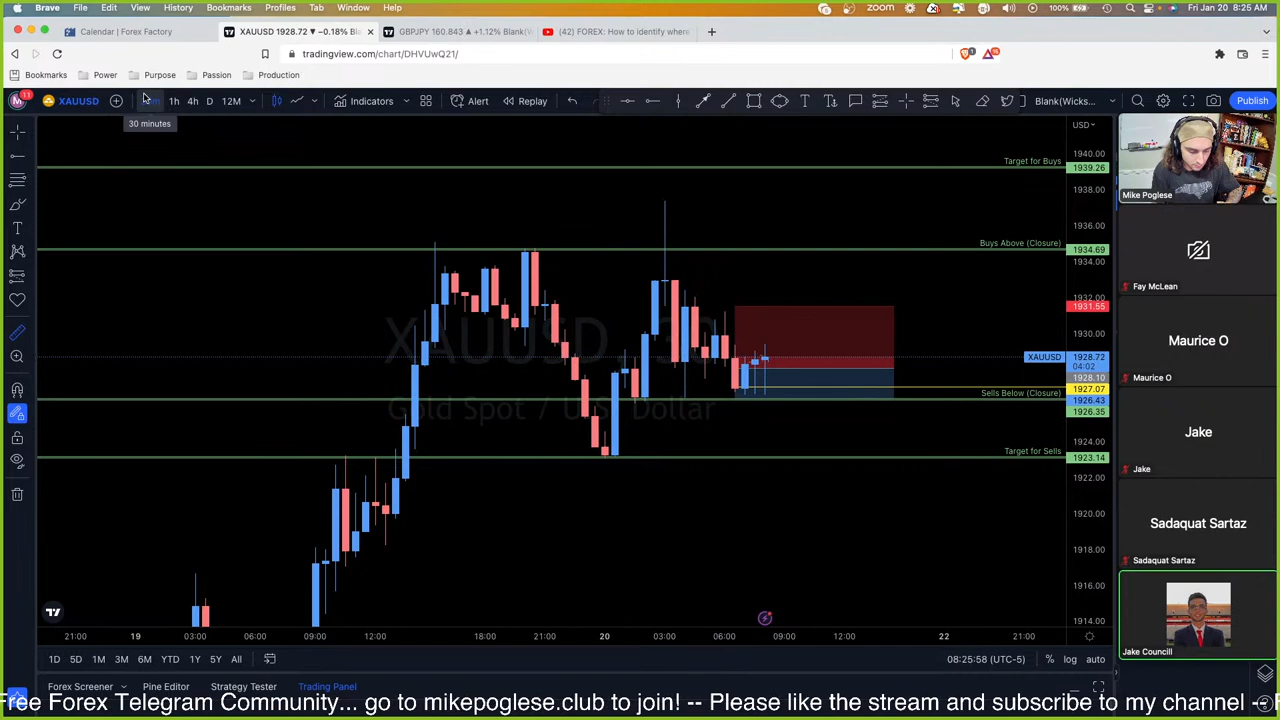 Brave File Edit View History Bookmarks Profiles Tab Window Help zoom 100% Fri Jan 20 8:25 AM
Calendar | Forex Factory XAUUSD 1928.72 ▼ −0.18% Bl GBPJPY 160.843 ▲ +1.12% Blank(W (42) FOREX: How to identify where
tradingview.com/chart/DHVUwQ21/
Bookmarks Power Purpose Passion Production
M 11 XAUUSD 1h 4h D 12M Indicators Alert Replay Blank(Wicks... Publish
30 minutes
USD
Target for Buys
Buys Above (Closure)
Sells Below (Closure)
Target for Sells
XAUUSD, 30
Gold Spot / U.S. Dollar
1940.00
1939.26
1938.00
1936.00
1934.69
1934.00
1932.00
1931.55
1930.00
XAUUSD 1928.72
04:02
1928.10
1927.07
1926.43
1926.35
1924.00
1923.14
1922.00
1920.00
1918.00
1916.00
1914.00
21:00 19 03:00 06:00 09:00 12:00 18:00 21:00 20 03:00 06:00 09:00 12:00 22 21:00
1D 5D 1M 3M 6M YTD 1Y 5Y All 08:25:58 (UTC-5) % log auto
Forex Screener Pine Editor Strategy Tester Trading Panel
Mike Poglese
Fay McLean
Maurice O
Maurice O
Jake
Jake
Sadaquat Sartaz
Sadaquat Sartaz
Jake Councill
Free Forex Telegram Community... go to mikepoglese.club to join! -- Please like the stream and subscribe to my channel --